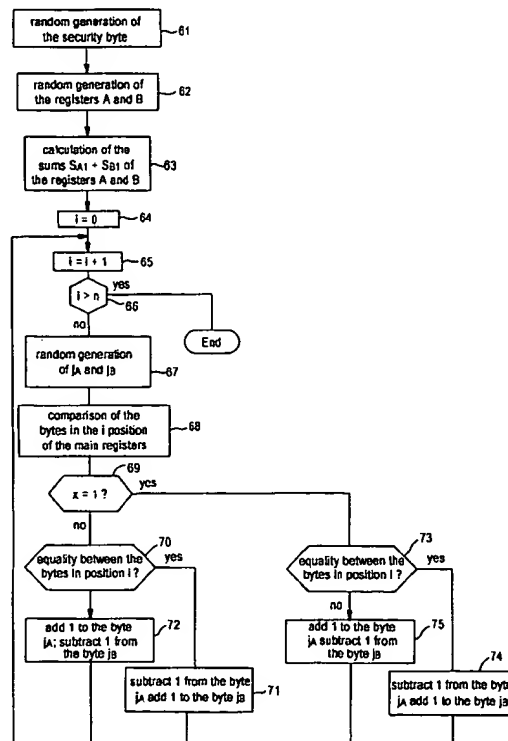 random generation of
the security byte
61
random generation of
the registers A and B
62
calculation of the
sums SA1 + SB1 of
the registers A and B
63
i = 0
64
i = i + 1
65
i > n
66
yes
no
End
random generation
of jA and jB
67
comparison of the
bytes in the i position
of the main registers
68
69
x = 1 ?
yes
no
70
equality between the
bytes in position i ?
yes
73
equality between the
bytes in position i ?
yes
no
72
add 1 to the byte
jA; subtract 1 from
the byte jB
75
add 1 to the byte
jA subtract 1 from
the byte jB
71
subtract 1 from the byte
jA add 1 to the byte jB
74
subtract 1 from the byte
jA add 1 to the byte jB